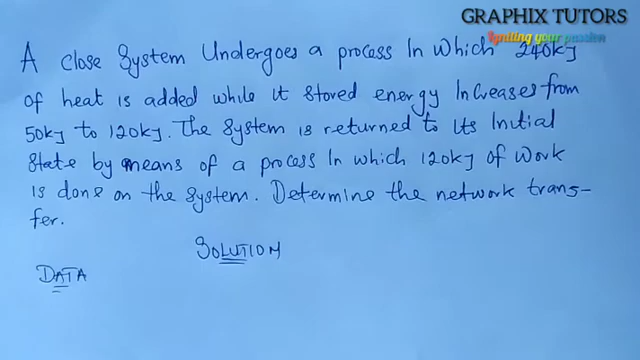 GRAPHIX TUTORS
Igniting your passion
A Close System Undergoes a process In which 240kJ
of heat is added while it stored energy Increases from
50kJ to 120kJ. The System is returned to Its Initial
State by means of a process In which 120kJ of Work
is done on the System. Determine the network trans-
fer.
SOLUTION
DATA